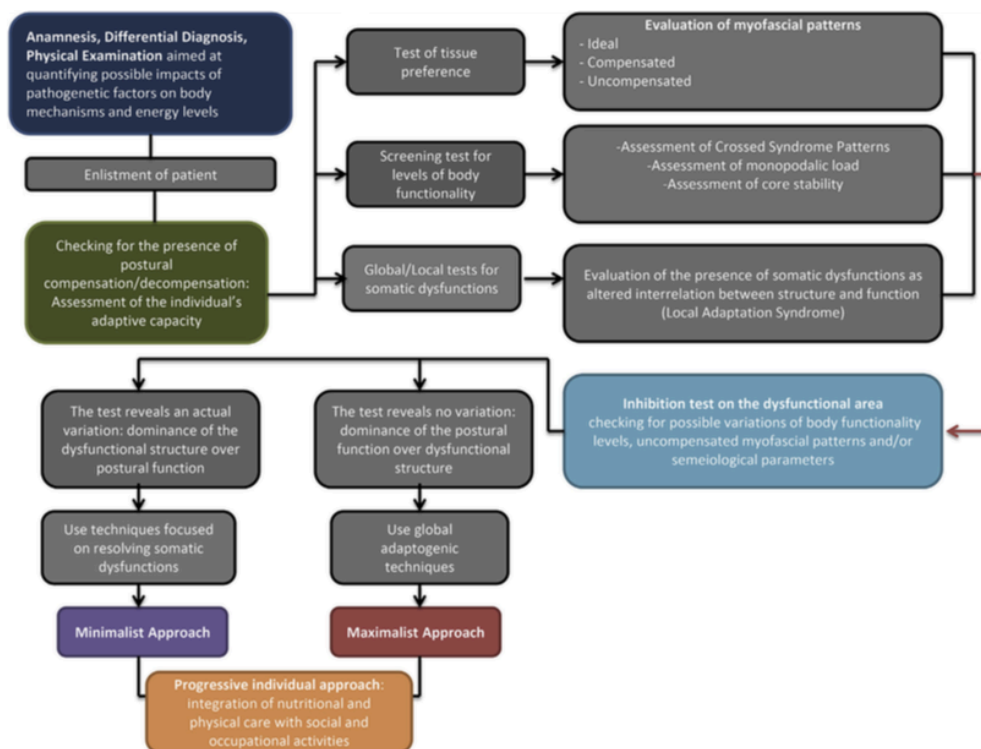 Anamnesis, Differential Diagnosis,
Physical Examination aimed at
quantifying possible impacts of
pathogenetic factors on body
mechanisms and energy levels
Enlistment of patient
Checking for the presence of
postural
compensation/decompensation:
Assessment of the individual's
adaptive capacity
Test of tissue
preference
Evaluation of myofascial patterns
- Ideal
- Compensated
- Uncompensated
Screening test for
levels of body
functionality
-Assessment of Crossed Syndrome Patterns
-Assessment of monopodalic load
-Assessment of core stability
Global/Local tests for
somatic dysfunctions
Evaluation of the presence of somatic dysfunctions as
altered interrelation between structure and function
(Local Adaptation Syndrome)
Inhibition test on the dysfunctional area
checking for possible variations of body functionality
levels, uncompensated myofascial patterns and/or
semeiological parameters
The test reveals an actual
variation: dominance of the
dysfunctional structure over
postural function
Use techniques focused
on resolving somatic
dysfunctions
Minimalist Approach
The test reveals no variation:
dominance of the postural
function over dysfunctional
structure
Use global
adaptogenic
techniques
Maximalist Approach
Progressive individual approach:
integration of nutritional and
physical care with social and
occupational activities